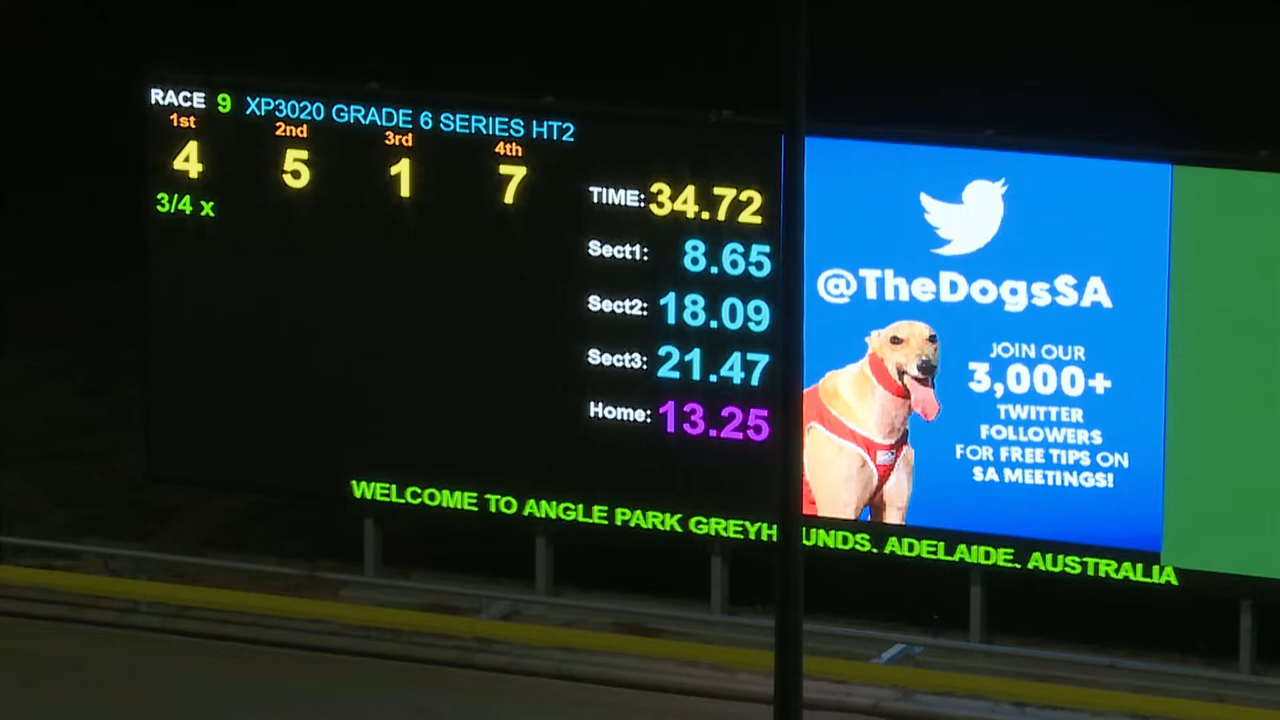 RACE 9 XP3020 GRADE 6 SERIES HT2
1st 2nd 3rd 4th
4 5 1 7
3/4 x
TIME: 34.72
Sect1: 8.65
Sect2: 18.09
Sect3: 21.47
Home: 13.25
@TheDogsSA
JOIN OUR
3,000+
TWITTER
FOLLOWERS
FOR FREE TIPS ON
SA MEETINGS!
WELCOME TO ANGLE PARK GREYH UNDS. ADELAIDE. AUSTRALIA